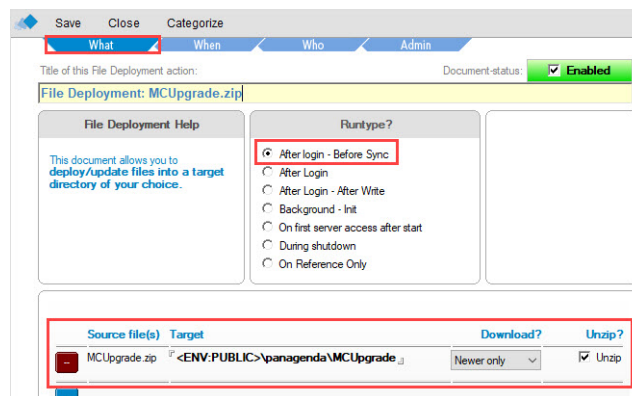 Save Close Categorize
What When Who Admin
Title of this File Deployment action: Document-status: Enabled
File Deployment: MCUpgrade.zip
File Deployment Help
This document allows you to
deploy/update files into a target
directory of your choice.
Runtype?
After login - Before Sync
After Login
After Login - After Write
Background - Init
On first server access after start
During shutdown
On Reference Only
Source file(s) Target Download? Unzip?
MCUpgrade.zip <ENV:PUBLIC>\panagenda\MCUpgrade Newer only Unzip